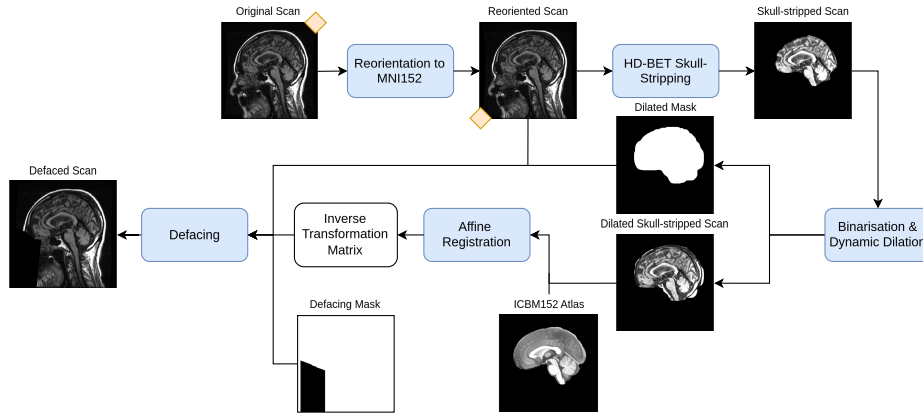 Original Scan
Reoriented Scan
Skull-stripped Scan
Reorientation to
MNI152
HD-BET Skull-
Stripping
Dilated Mask
Defaced Scan
Defacing
Inverse
Transformation
Matrix
Affine
Registration
Dilated Skull-stripped Scan
Binarisation &
Dynamic Dilation
Defacing Mask
ICBM152 Atlas